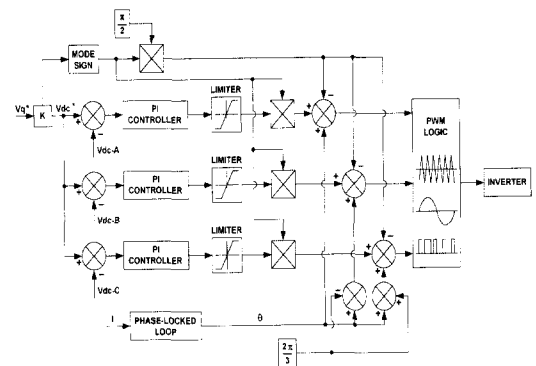 π
2
MODE
SIGN
Vq*
K
Vdc*
PI
CONTROLLER
LIMITER
PWM
LOGIC
Vdc-A
PI
CONTROLLER
LIMITER
INVERTER
Vdc-B
PI
CONTROLLER
LIMITER
Vdc-C
I
PHASE-LOCKED
LOOP
θ
2π
3